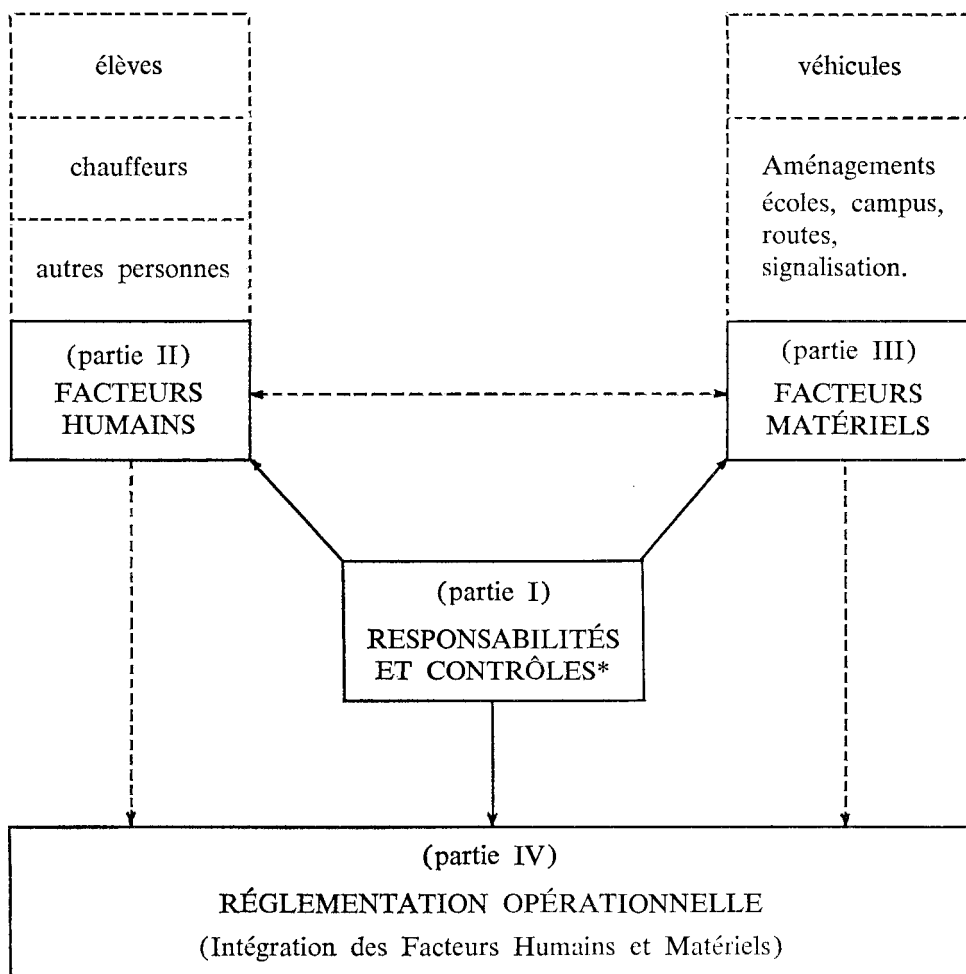 élèves
chauffeurs
autres personnes
(partie II)
FACTEURS
HUMAINS
véhicules
Aménagements
écoles, campus,
routes,
signalisation.
(partie III)
FACTEURS
MATÉRIELS
(partie I)
RESPONSABILITÉS
ET CONTRÔLES*
(partie IV)
RÉGLEMENTATION OPÉRATIONNELLE
(Intégration des Facteurs Humains et Matériels)